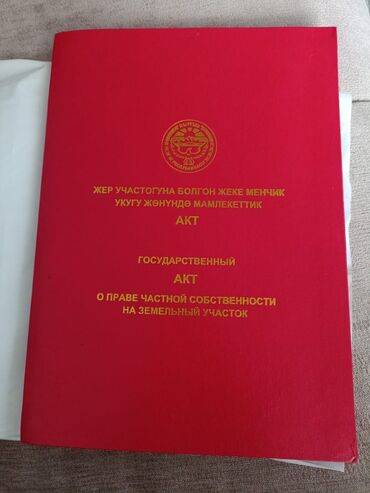 ЖЕР УЧАСТОГУНА БОЛГОН ЖЕКЕ МЕНЧИК
УКУГУ ЖӨНҮНДӨ МАМЛЕКЕТТИК
АКТ
ГОСУДАРСТВЕННЫЙ
АКТ
О ПРАВЕ ЧАСТНОЙ СОБСТВЕННОСТИ
НА ЗЕМЕЛЬНЫЙ УЧАСТОК